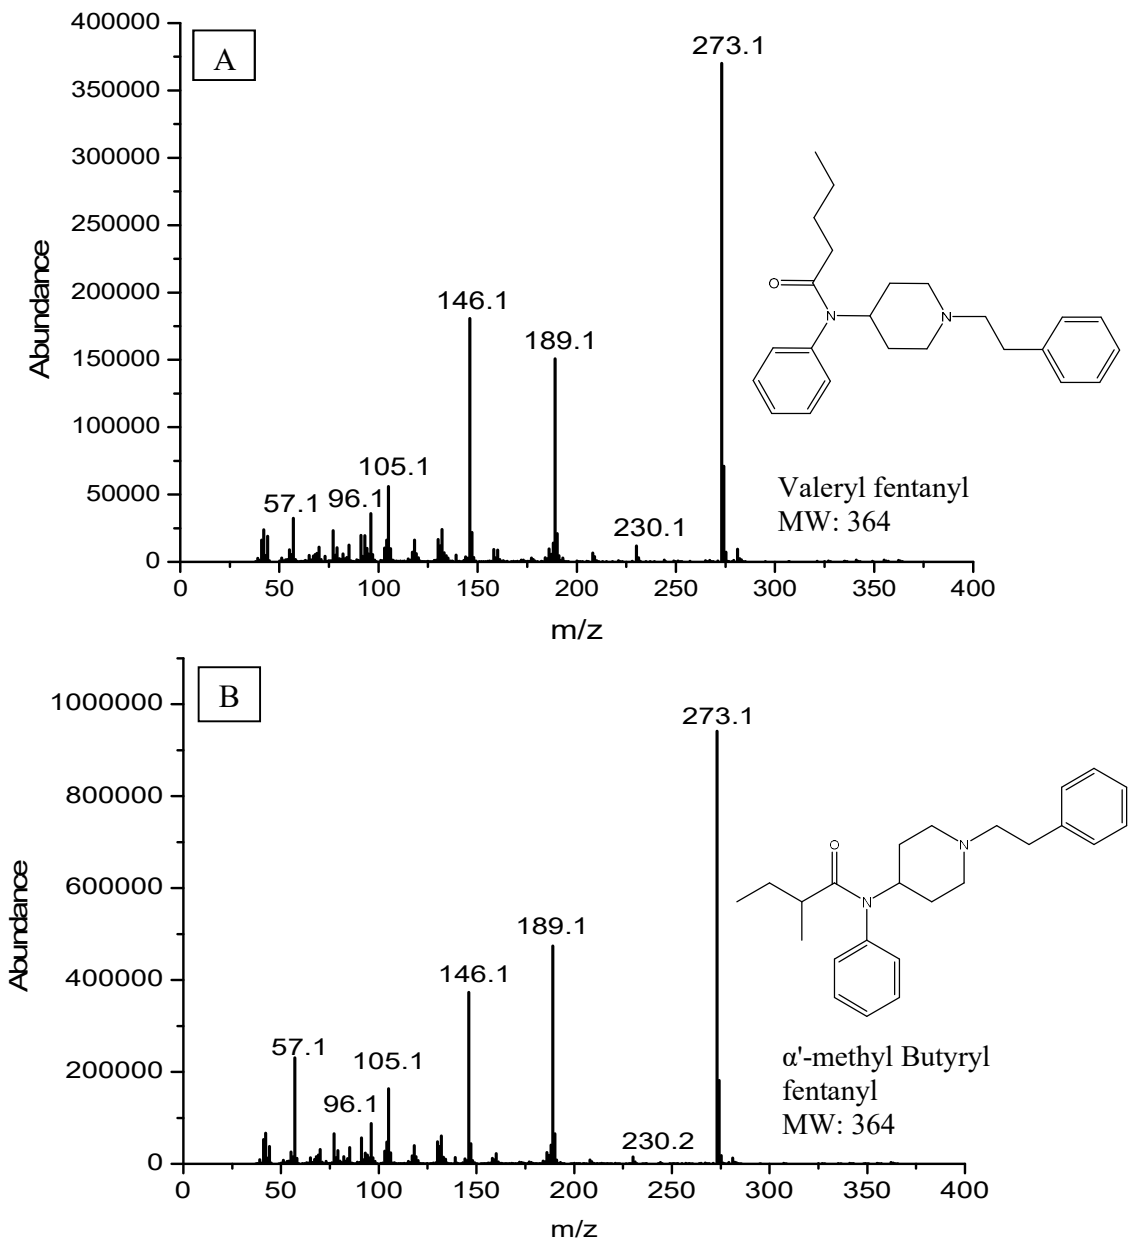 A
400000
350000
300000
250000
200000
150000
100000
50000
0
Abundance
273.1
146.1
189.1
105.1
57.1
96.1
230.1
O
N
N
Valeryl fentanyl
MW: 364
0 50 100 150 200 250 300 350 400
m/z
B
1000000
800000
600000
400000
200000
0
Abundance
273.1
189.1
146.1
57.1
105.1
96.1
230.2
O
N
N
α'-methyl Butyryl
fentanyl
MW: 364
0 50 100 150 200 250 300 350 400
m/z